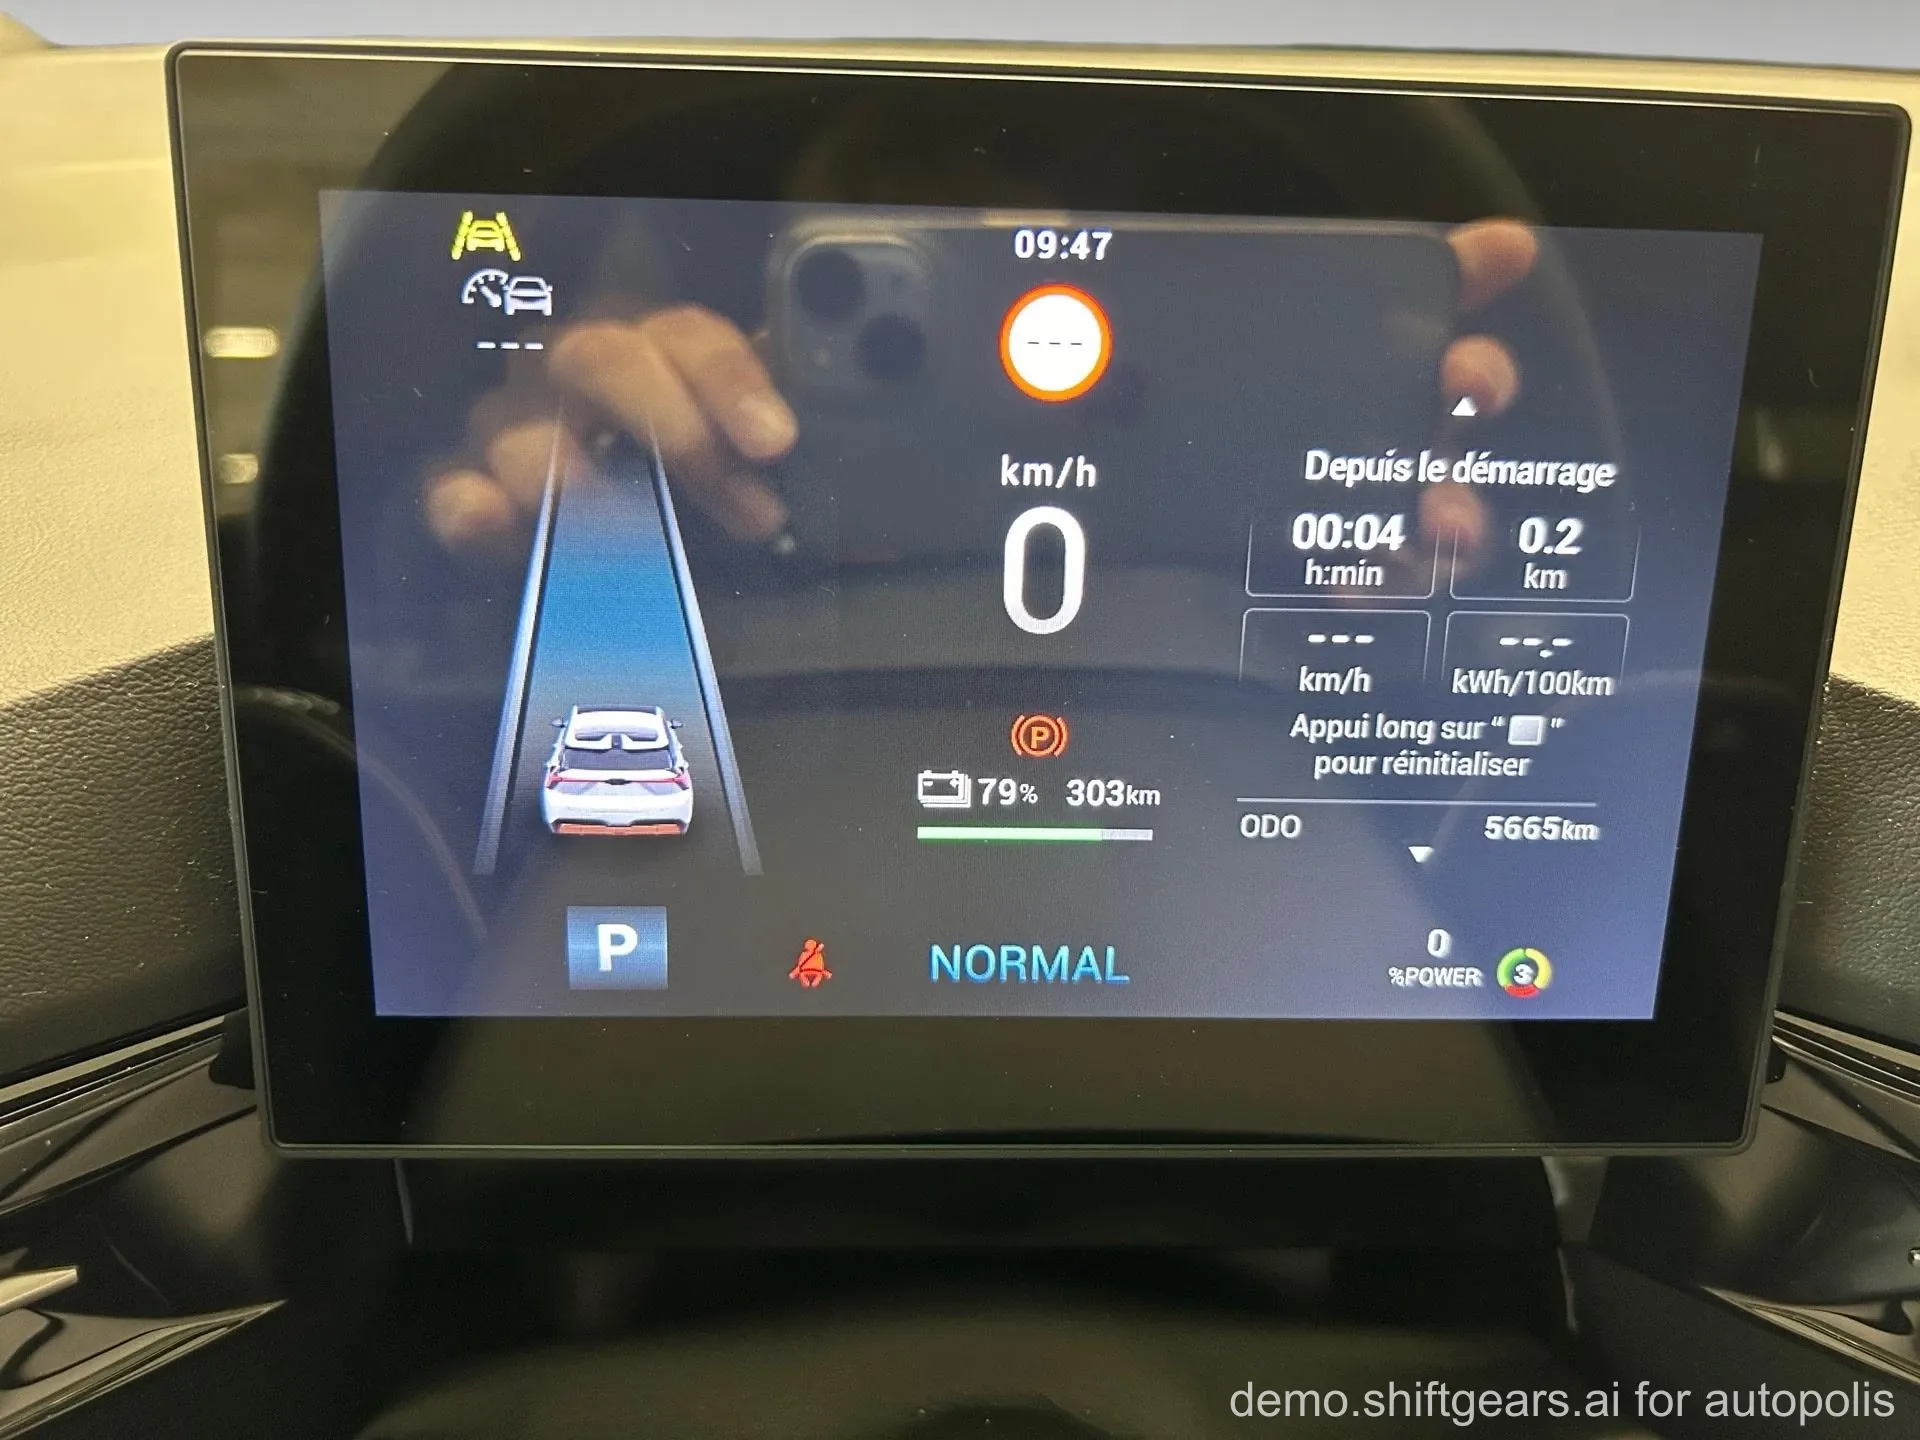 09:47
---
---
km/h
0
Depuis le démarrage
00:04
h:min
0.2
km
---
km/h
--.-
kWh/100km
Appui long sur “ ”
pour réinitialiser
P
79% 303km
ODO 5665km
P
NORMAL
0
%POWER
3
demo.shiftgears.ai for autopolis